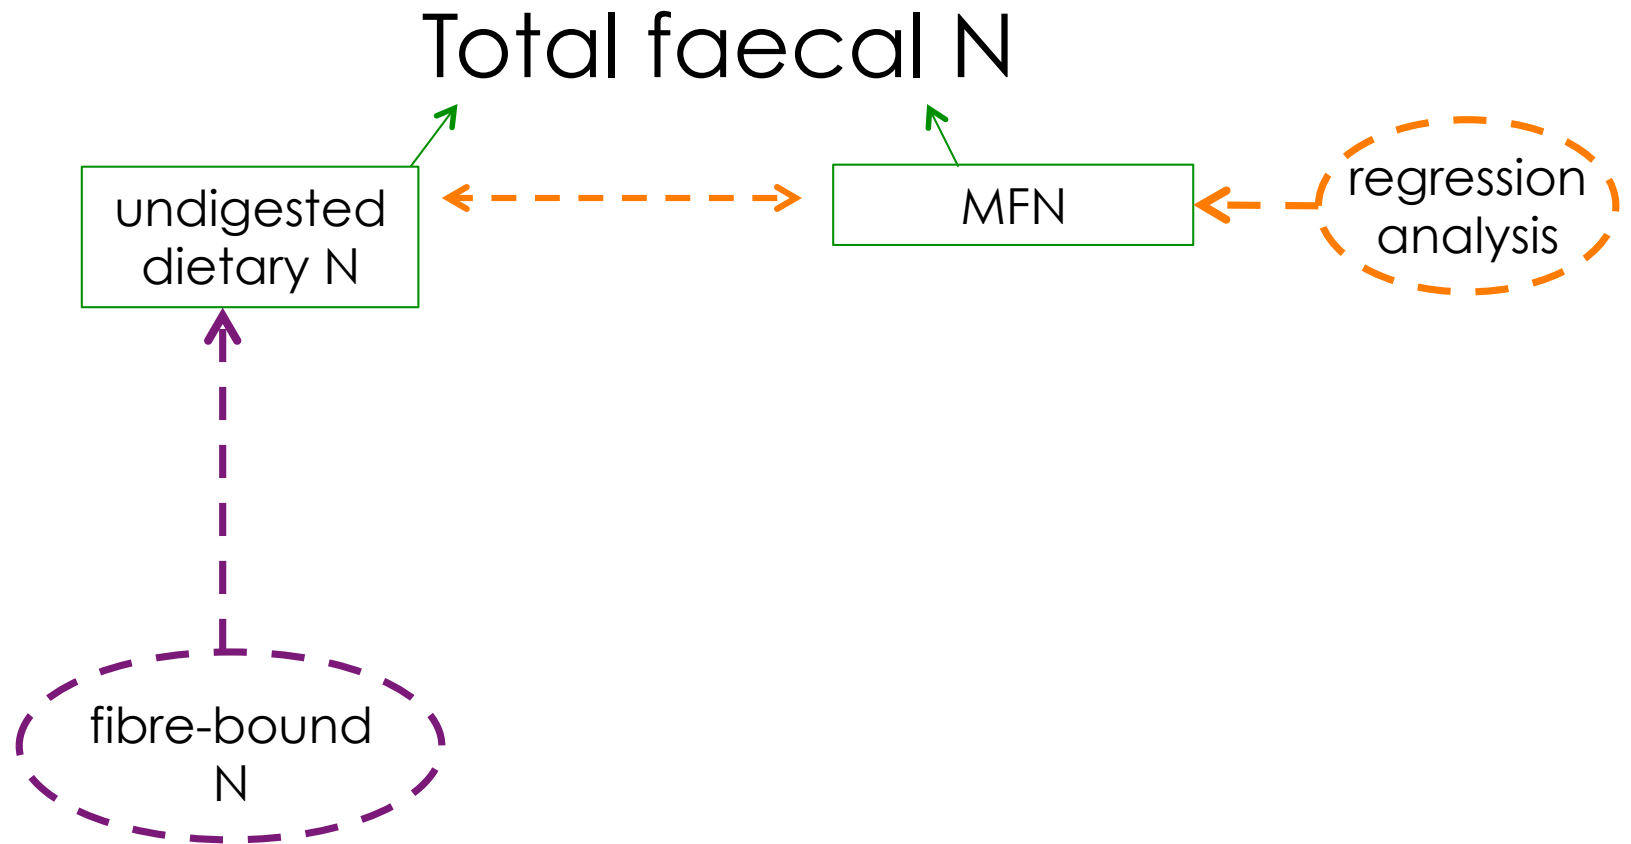 Total faecal N
undigested
dietary N
MFN
regression
analysis
fibre-bound
N